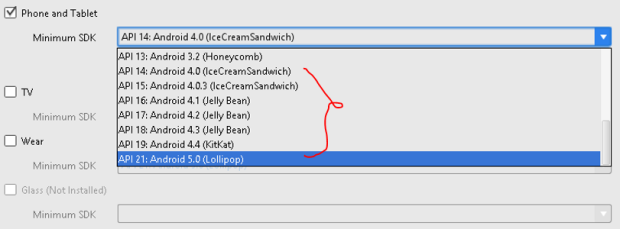 Phone and Tablet
Minimum SDK
API 14: Android 4.0 (IceCreamSandwich)
API 13: Android 3.2 (Honeycomb)
API 14: Android 4.0 (IceCreamSandwich)
TV
API 15: Android 4.0.3 (IceCreamSandwich)
API 16: Android 4.1 (Jelly Bean)
Minimum SDK
API 17: Android 4.2 (Jelly Bean)
API 18: Android 4.3 (Jelly Bean)
Wear
API 19: Android 4.4 (KitKat)
API 21: Android 5.0 (Lollipop)
Minimum SDK
Glass (Not Installed)
Minimum SDK